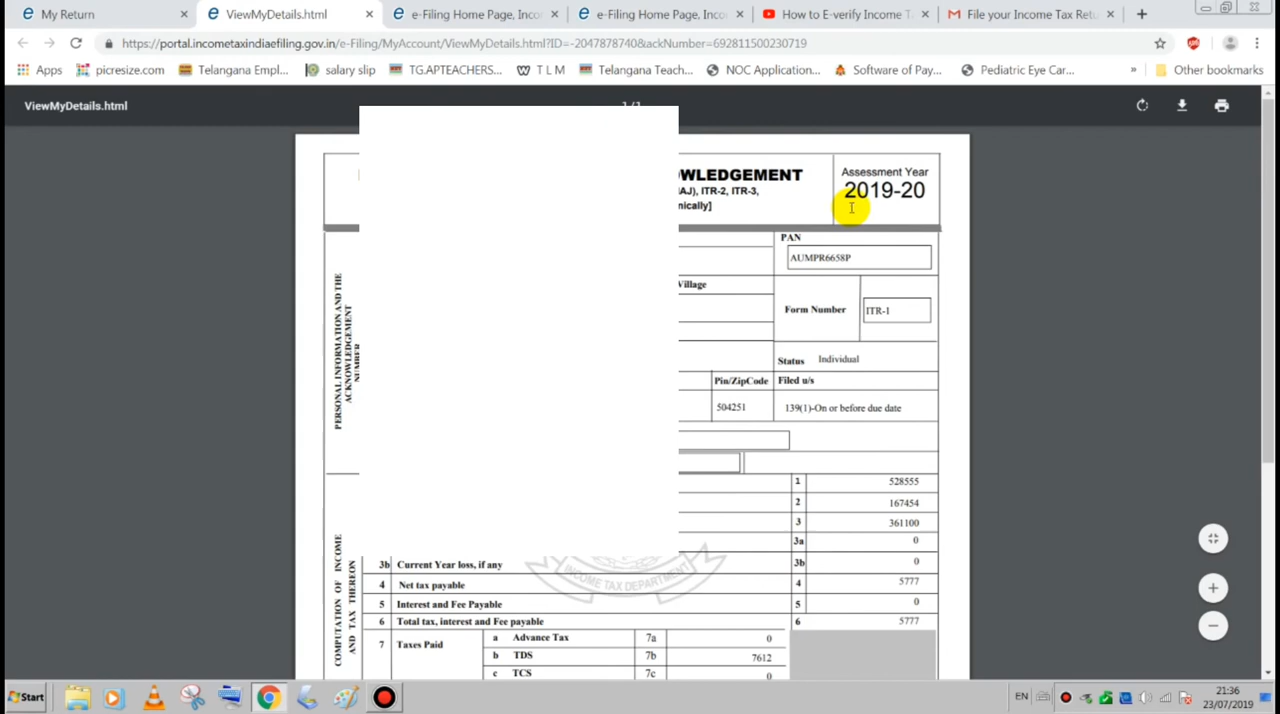 My Return
ViewMyDetails.html
e-Filing Home Page, Inco
e-Filing Home Page, Inco
How to E-verify Income T
File your Income Tax Retu
https://portal.incometaxindiaefiling.gov.in/e-Filing/MyAccount/ViewMyDetails.html?ID=-2047878740&ackNumber=692811500230719
Apps
picresize.com
Telangana Empl...
salary slip
TG.APTEACHERS...
T L M
Telangana Teach...
NOC Application...
Software of Pay...
Pediatric Eye Car...
»
Other bookmarks
ViewMyDetails.html
1/1
WLEDGEMENT
AJ), ITR-2, ITR-3,
nically]
Assessment Year
2019-20
PERSONAL INFORMATION AND THE
ACKNOWLEDGEMENT
NUMBER
PAN
AUMPR6658P
Village
Form Number
ITR-1
Status Individual
Pin/ZipCode
Filed u/s
504251
139(1)-On or before due date
COMPUTATION OF INCOME
AND TAX THEREON
1 528555
2 167454
3 361100
3a 0
3b Current Year loss, if any 3b 0
INCOME TAX DEPARTMENT
4 Net tax payable 4 5777
5 Interest and Fee Payable 5 0
6 Total tax, interest and Fee payable 6 5777
7 Taxes Paid
a Advance Tax 7a 0
b TDS 7b 7612
c TCS 7c 0
Start
EN
21:36
23/07/2019